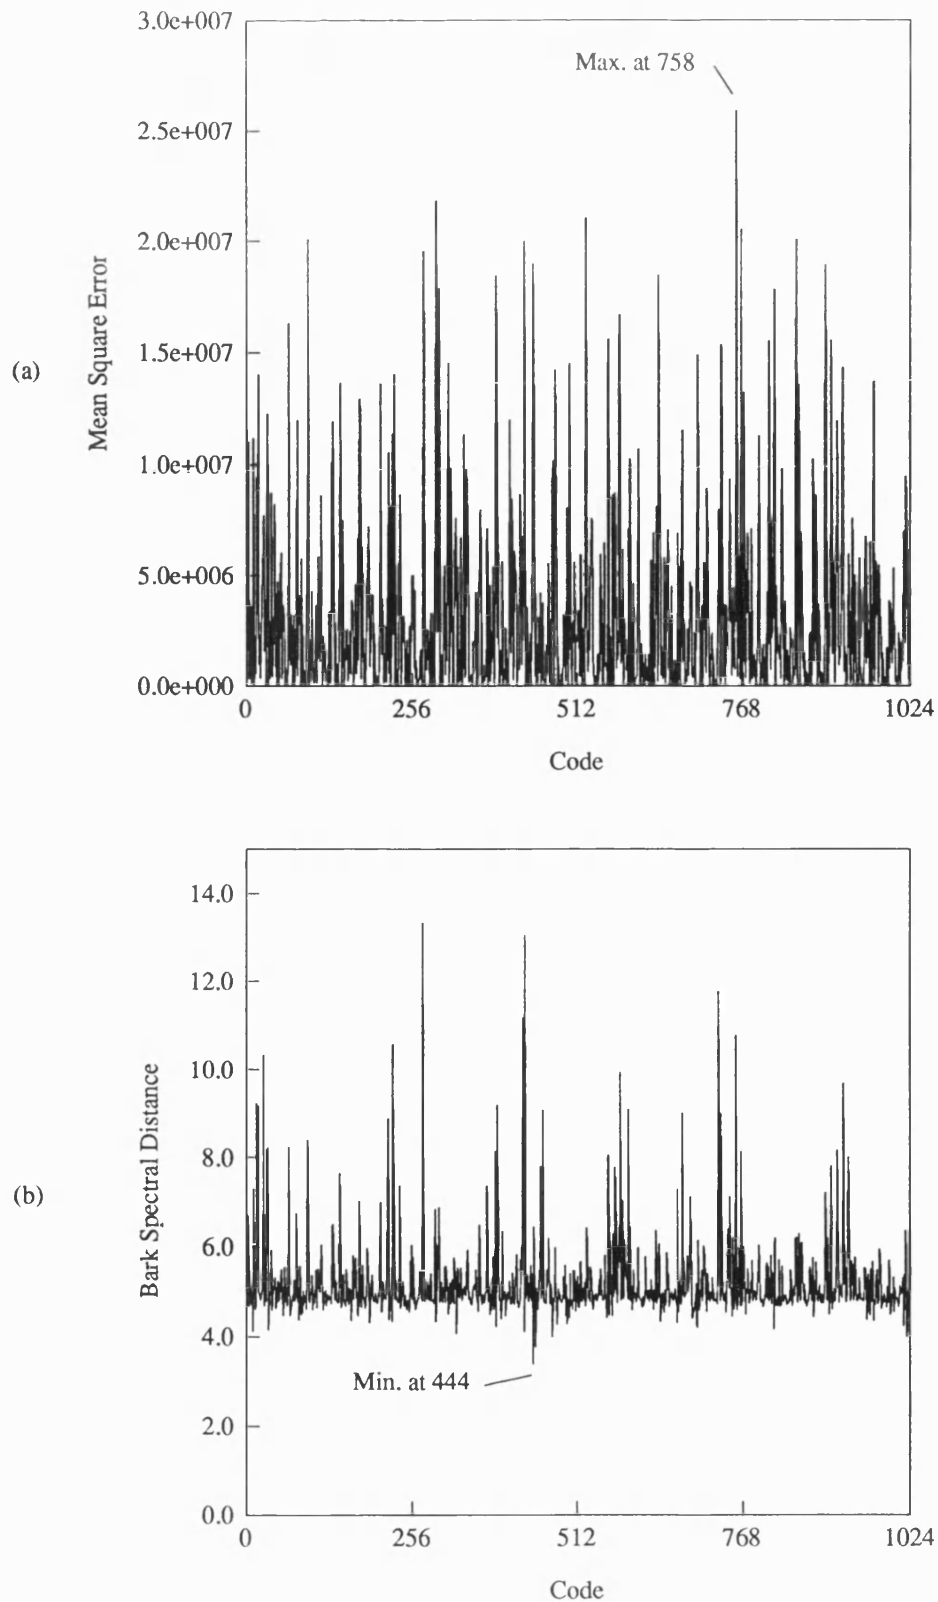 (a)
Mean Square Error
3.0e+007
2.5e+007
2.0e+007
1.5e+007
1.0e+007
5.0e+006
0.0e+000
Max. at 758
0 256 512 768 1024
Code
(b)
Bark Spectral Distance
14.0
12.0
10.0
8.0
6.0
4.0
2.0
0.0
Min. at 444
0 256 512 768 1024
Code